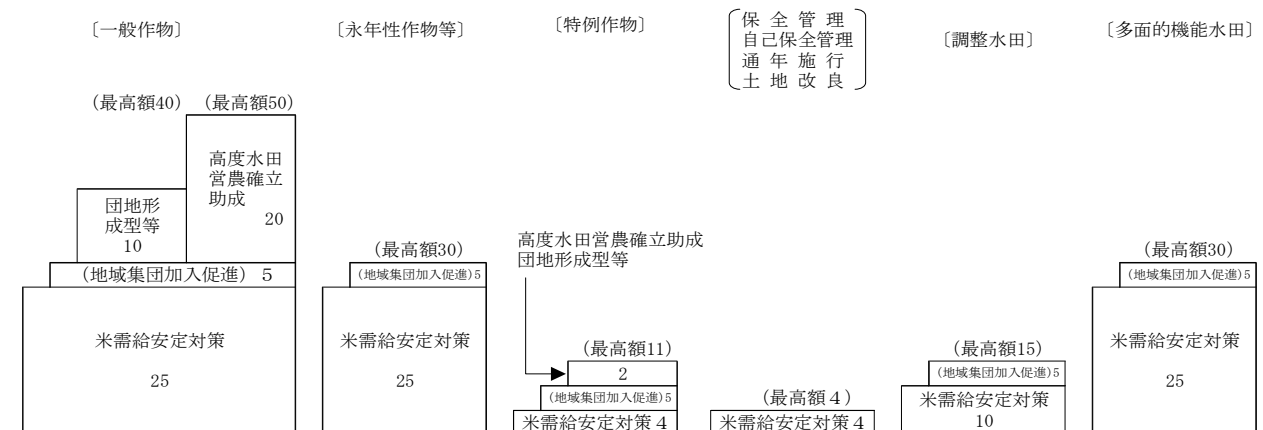 〔一般作物〕
〔永年性作物等〕
〔特例作物〕
保全管理
自己保全管理
通年施行
土地改良
〔調整水田〕
〔多面的機能水田〕
(最高額40)
(最高額50)
高度水田
営農確立
助成
20
団地形
成型等
10
(地域集団加入促進) 5
米需給安定対策
25
(最高額30)
(地域集団加入促進)5
米需給安定対策
25
高度水田営農確立助成
団地形成型等
(最高額11)
2
(地域集団加入促進)5
米需給安定対策 4
(最高額4)
米需給安定対策 4
(最高額15)
(地域集団加入促進)5
米需給安定対策
10
(最高額30)
(地域集団加入促進)5
米需給安定対策
25